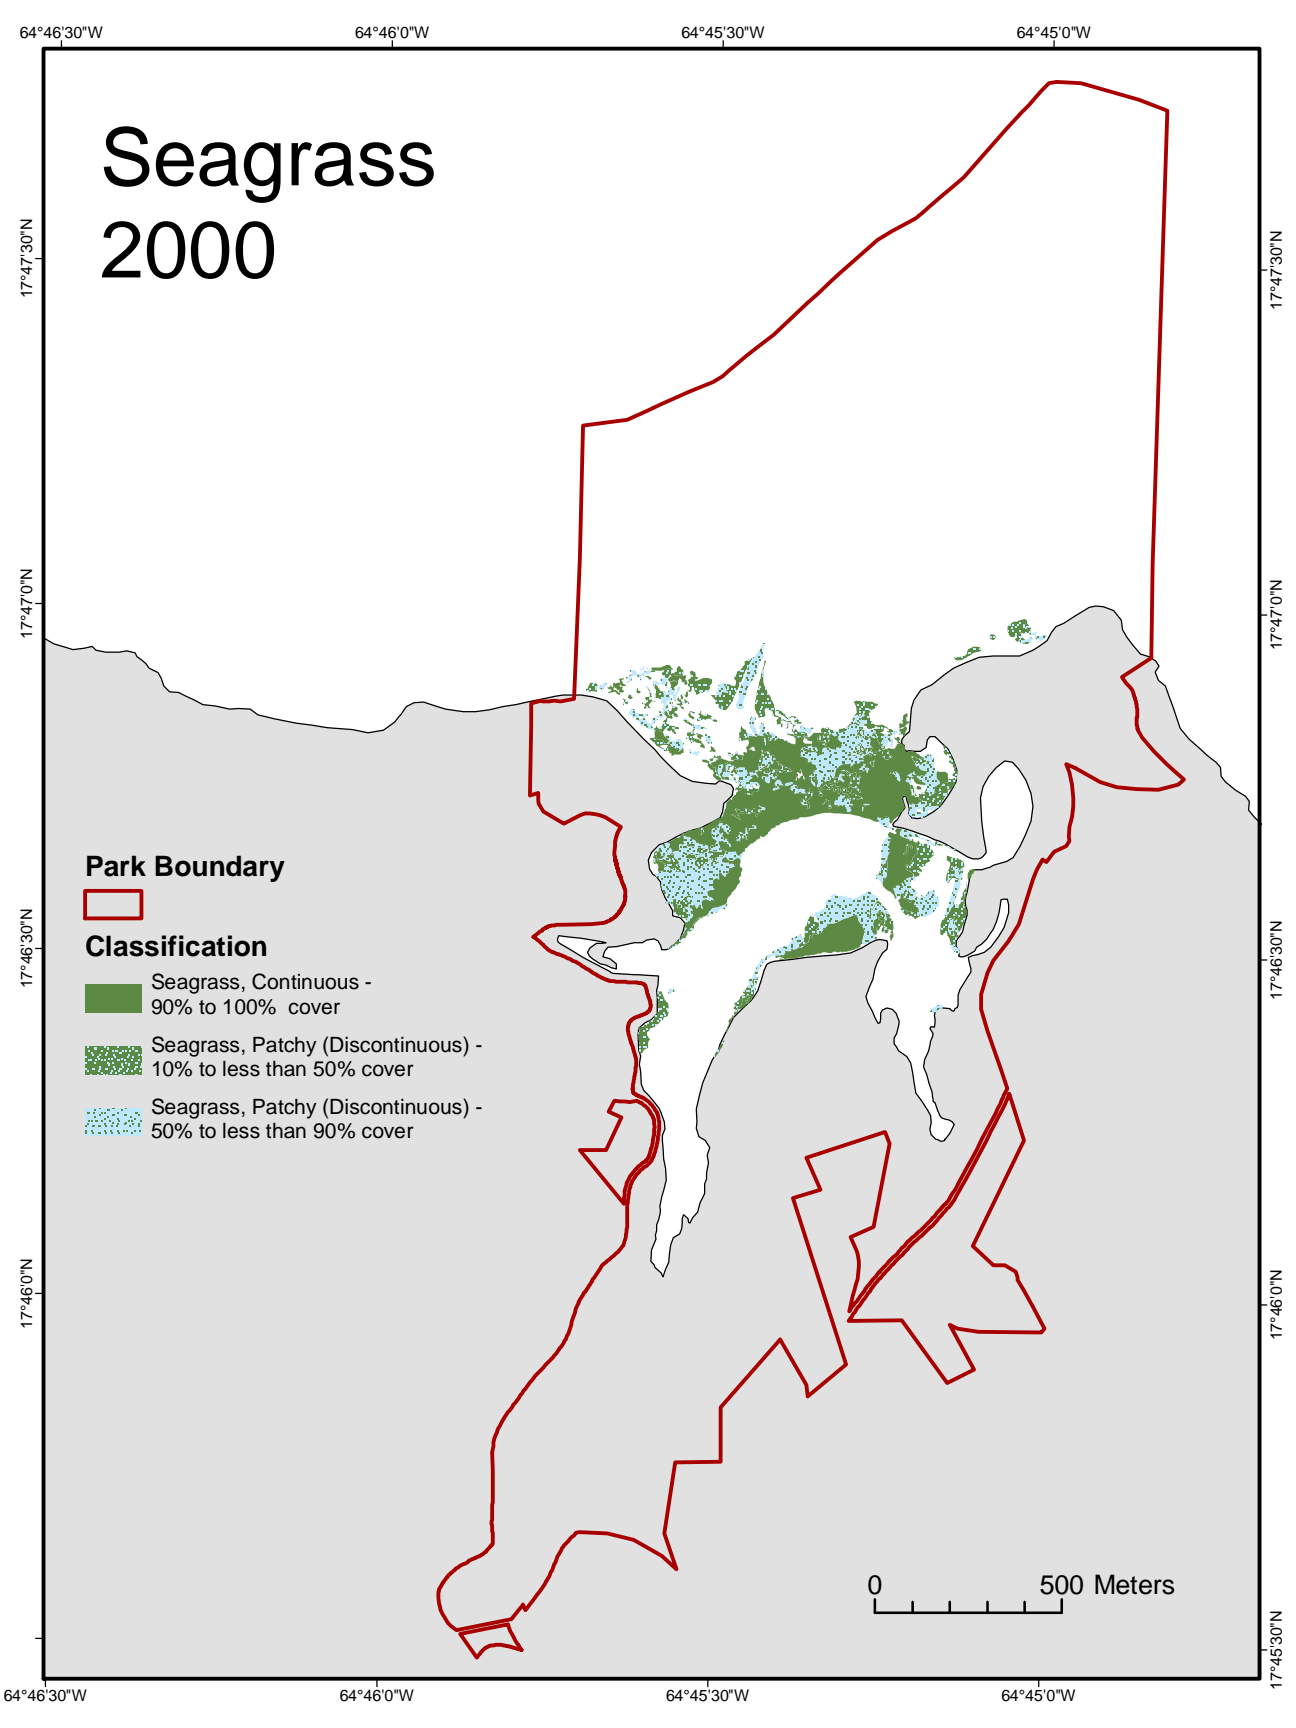 64°46'30"W 64°46'0"W 64°45'30"W 64°45'0"W
Seagrass
2000
17°47'30"N
17°47'30"N
17°47'0"N
17°47'0"N
Park Boundary
Classification
Seagrass, Continuous -
90% to 100% cover
Seagrass, Patchy (Discontinuous) -
10% to less than 50% cover
Seagrass, Patchy (Discontinuous) -
50% to less than 90% cover
17°46'30"N
17°46'30"N
17°46'0"N
17°46'0"N
0 500 Meters
17°45'30"N
64°46'30"W 64°46'0"W 64°45'30"W 64°45'0"W